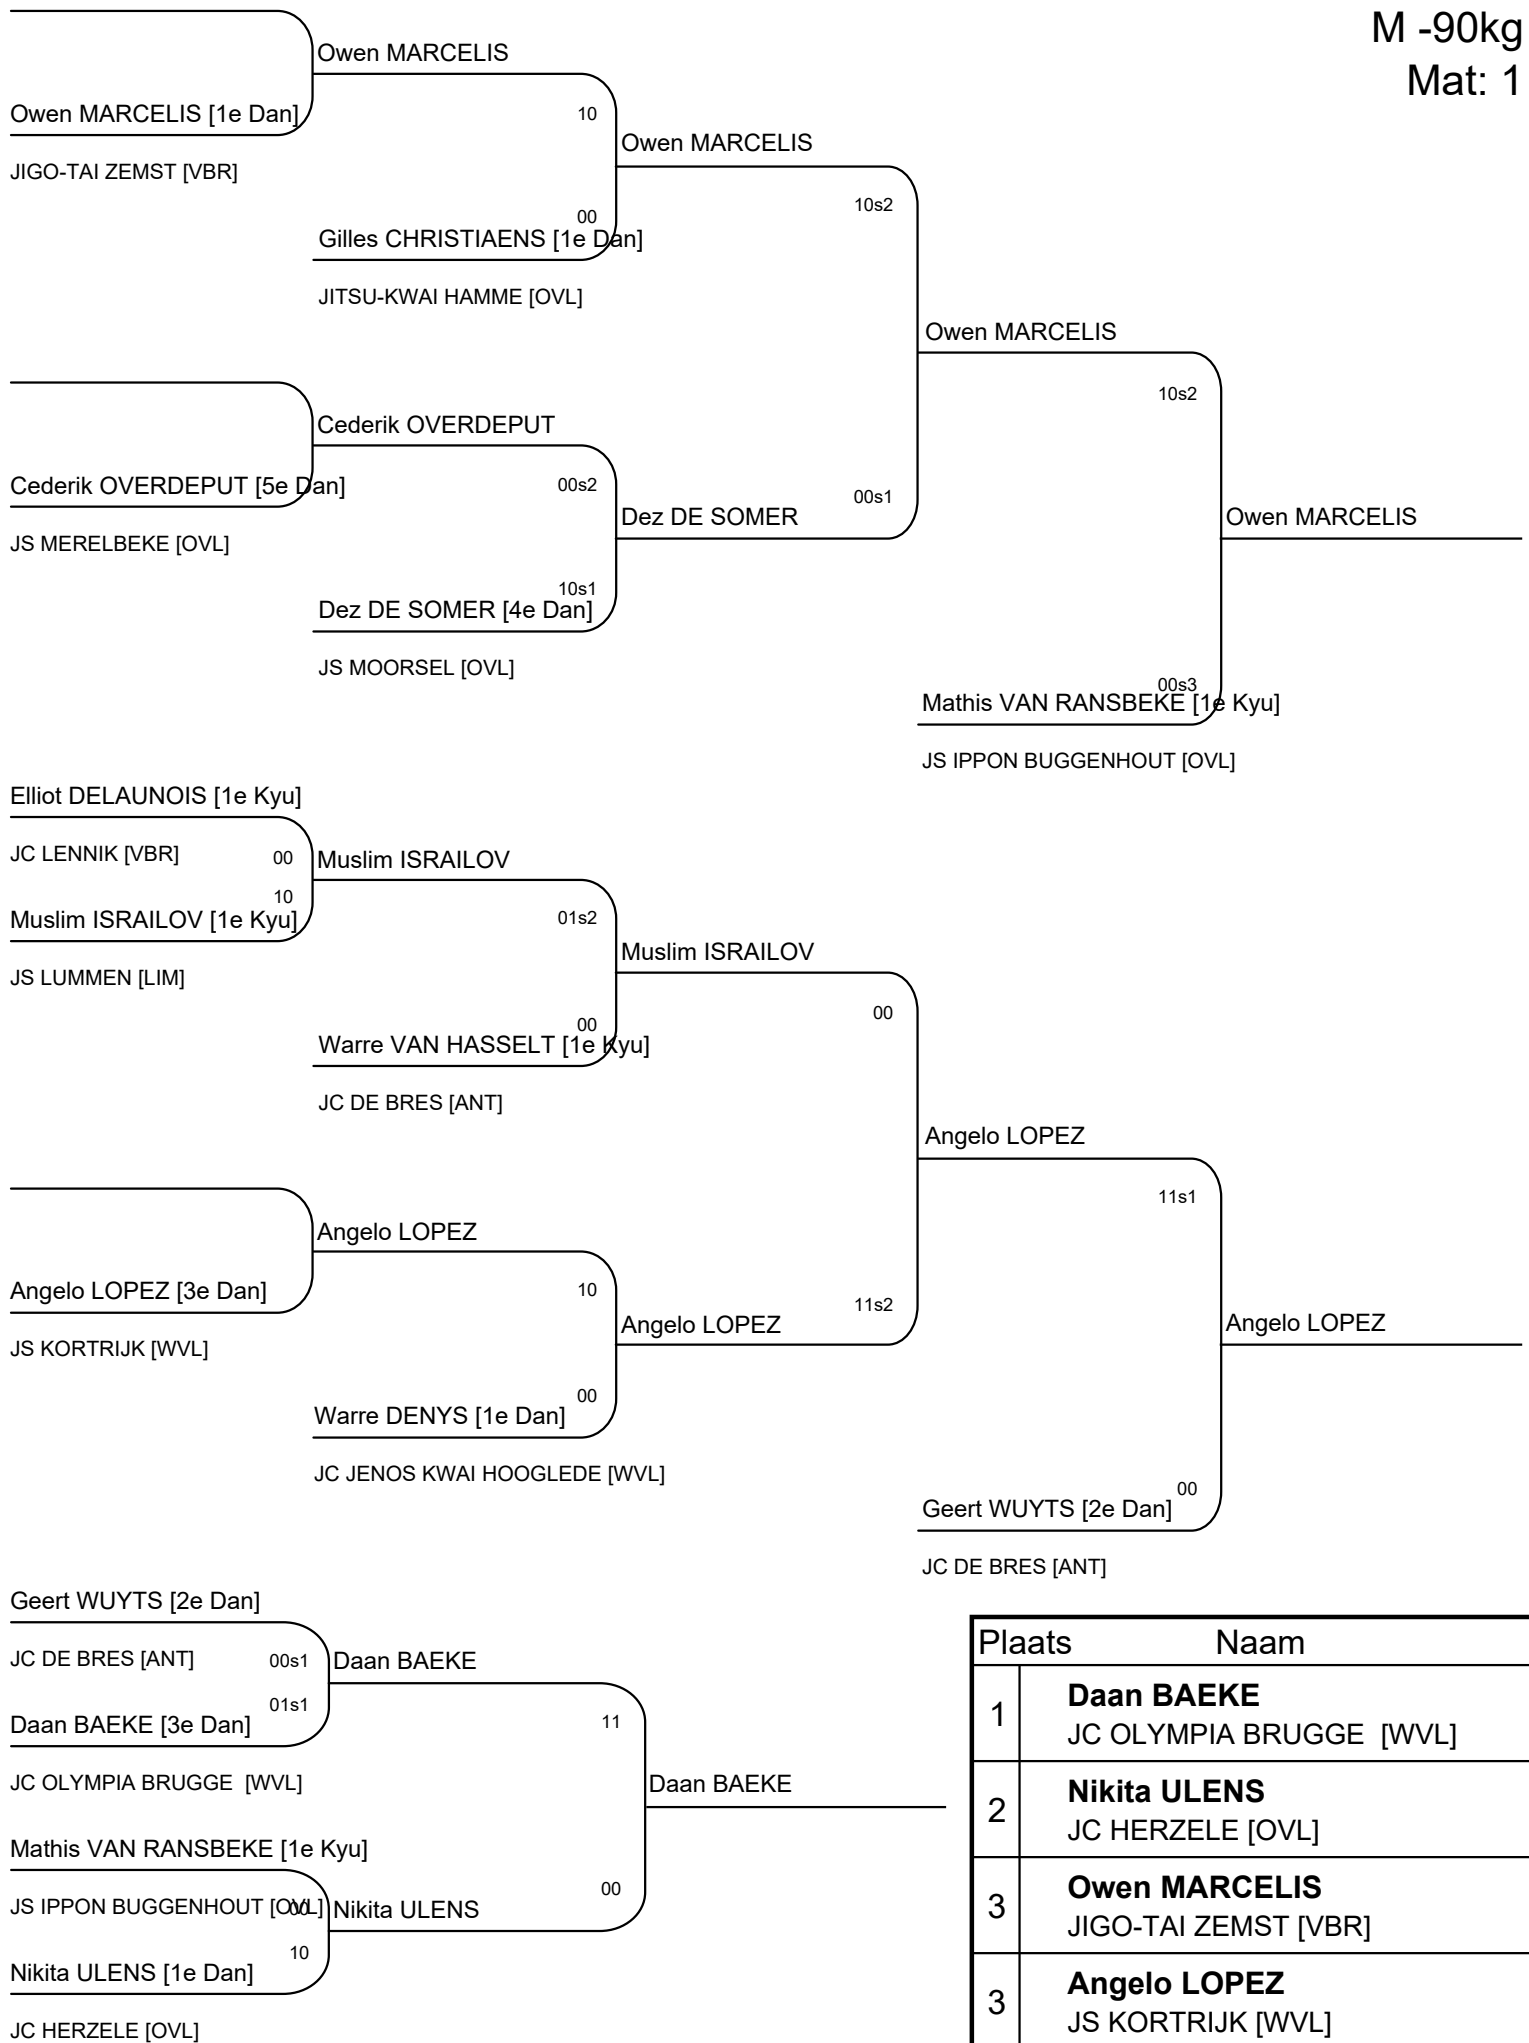 M -90kg
Mat: 1
Owen MARCELIS
Owen MARCELIS [1e Dan]
10
Owen MARCELIS
JIGO-TAI ZEMST [VBR]
10s2
00
Gilles CHRISTIAENS [1e Dan]
JITSU-KWAI HAMME [OVL]
Owen MARCELIS
10s2
Cederik OVERDEPUT
Cederik OVERDEPUT [5e Dan]
00s2
00s1
Dez DE SOMER
Owen MARCELIS
JS MERELBEKE [OVL]
10s1
Dez DE SOMER [4e Dan]
JS MOORSEL [OVL]
00s3
Mathis VAN RANSBEKE [1e Kyu]
JS IPPON BUGGENHOUT [OVL]
Elliot DELAUNOIS [1e Kyu]
JC LENNIK [VBR]
00
Muslim ISRAILOV
10
Muslim ISRAILOV [1e Kyu]
01s2
Muslim ISRAILOV
JS LUMMEN [LIM]
00
00
Warre VAN HASSELT [1e Kyu]
JC DE BRES [ANT]
Angelo LOPEZ
11s1
Angelo LOPEZ
Angelo LOPEZ [3e Dan]
10
11s2
Angelo LOPEZ
Angelo LOPEZ
JS KORTRIJK [WVL]
00
Warre DENYS [1e Dan]
JC JENOS KWAI HOOGLEDE [WVL]
00
Geert WUYTS [2e Dan]
JC DE BRES [ANT]
Geert WUYTS [2e Dan]
JC DE BRES [ANT]
00s1
Daan BAEKE
01s1
Daan BAEKE [3e Dan]
11
JC OLYMPIA BRUGGE [WVL]
Daan BAEKE
Mathis VAN RANSBEKE [1e Kyu]
00
JS IPPON BUGGENHOUT [OVL]
00
Nikita ULENS
10
Nikita ULENS [1e Dan]
JC HERZELE [OVL]
Plaats Naam
1 Daan BAEKE
JC OLYMPIA BRUGGE [WVL]
2 Nikita ULENS
JC HERZELE [OVL]
3 Owen MARCELIS
JIGO-TAI ZEMST [VBR]
3 Angelo LOPEZ
JS KORTRIJK [WVL]